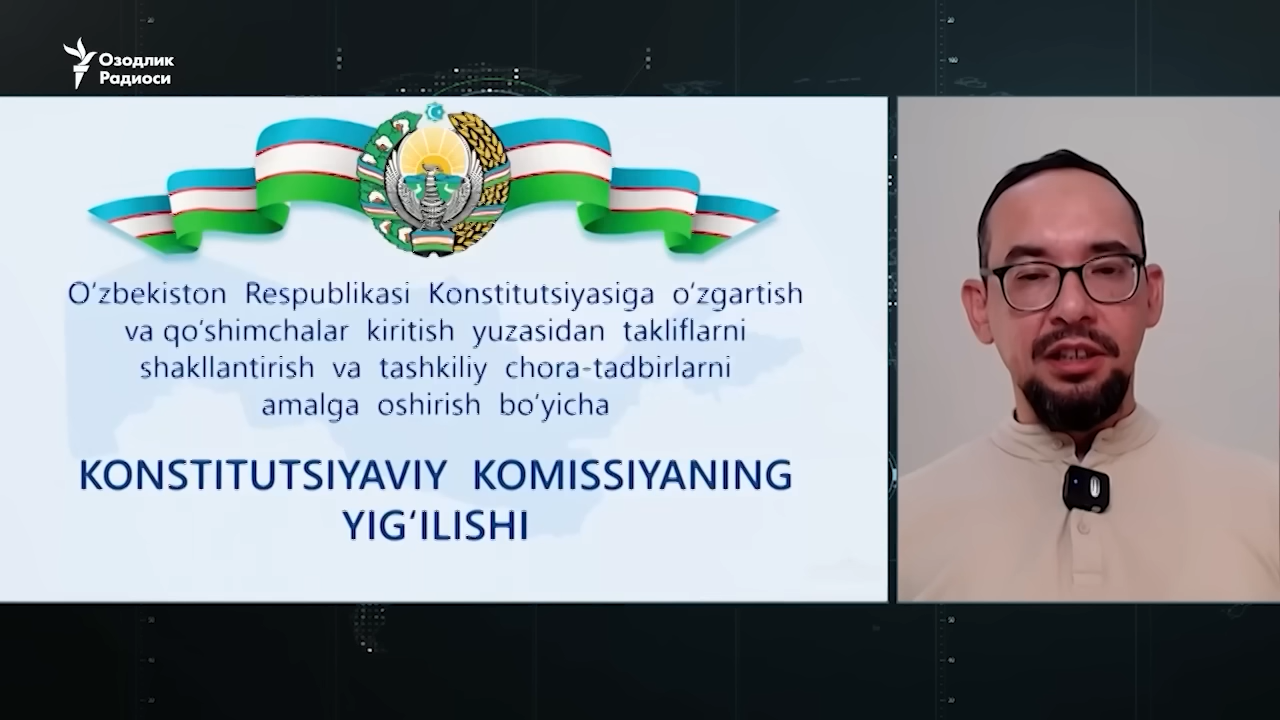 Озодлик
Радиоси
O‘zbekiston Respublikasi Konstitutsiyasiga o‘zgartish
va qo‘shimchalar kiritish yuzasidan takliflarni
shakllantirish va tashkiliy chora-tadbirlarni
amalga oshirish bo‘yicha
KONSTITUTSIYAVIY KOMISSIYANING
YIG‘ILISHI